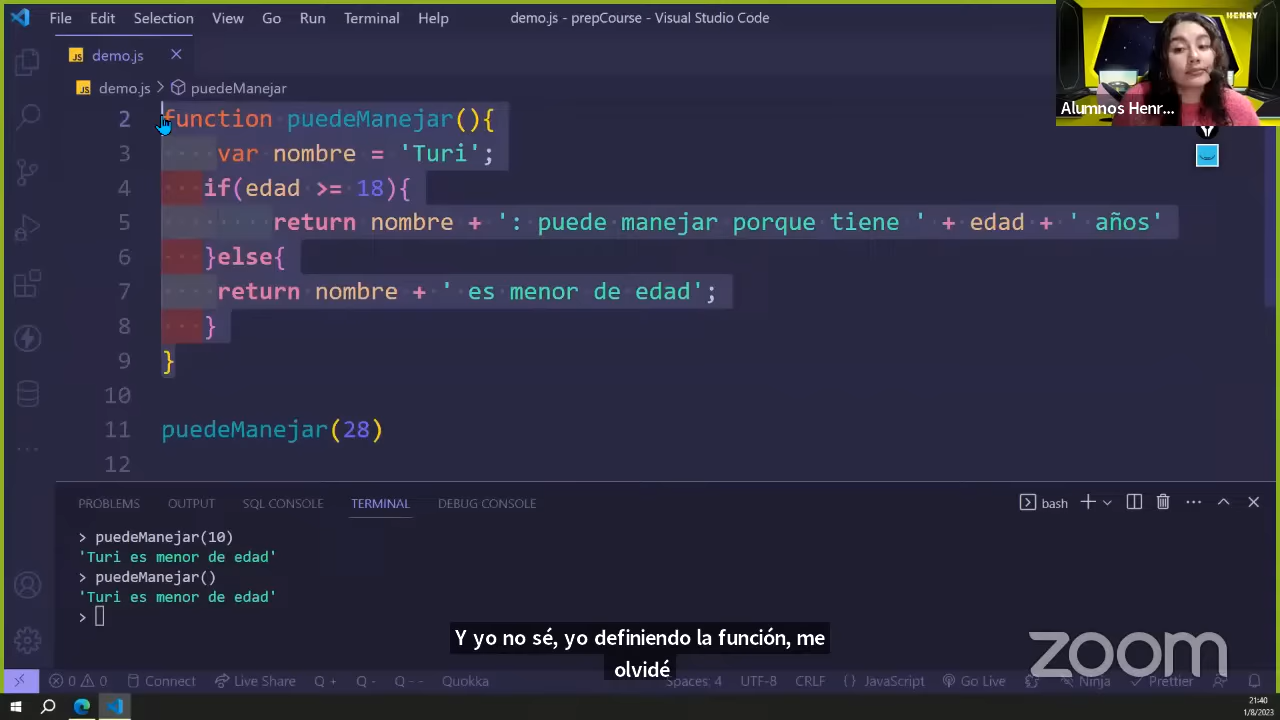 File Edit Selection View Go Run Terminal Help demo.js - prepCourse - Visual Studio Code
HENRY
JS demo.js
JS demo.js > puedeManejar
Alumnos Henr...
2 function puedeManejar(){
3 var nombre = 'Turi';
4 if(edad >= 18){
5 return nombre + ': puede manejar porque tiene ' + edad + ' años'
6 }else{
7 return nombre + ' es menor de edad';
8 }
9 }
10
11 puedeManejar(28)
12
PROBLEMS OUTPUT SQL CONSOLE TERMINAL DEBUG CONSOLE bash
> puedeManejar(10)
'Turi es menor de edad'
> puedeManejar()
'Turi es menor de edad'
>
Y yo no sé, yo definiendo la función, me
olvidé
zoom
0 0 Connect Live Share Q + Q - Q - - Quokka Spaces: 4 UTF-8 CRLF {} JavaScript Go Live Ninja Prettier
21:40
1/8/2023